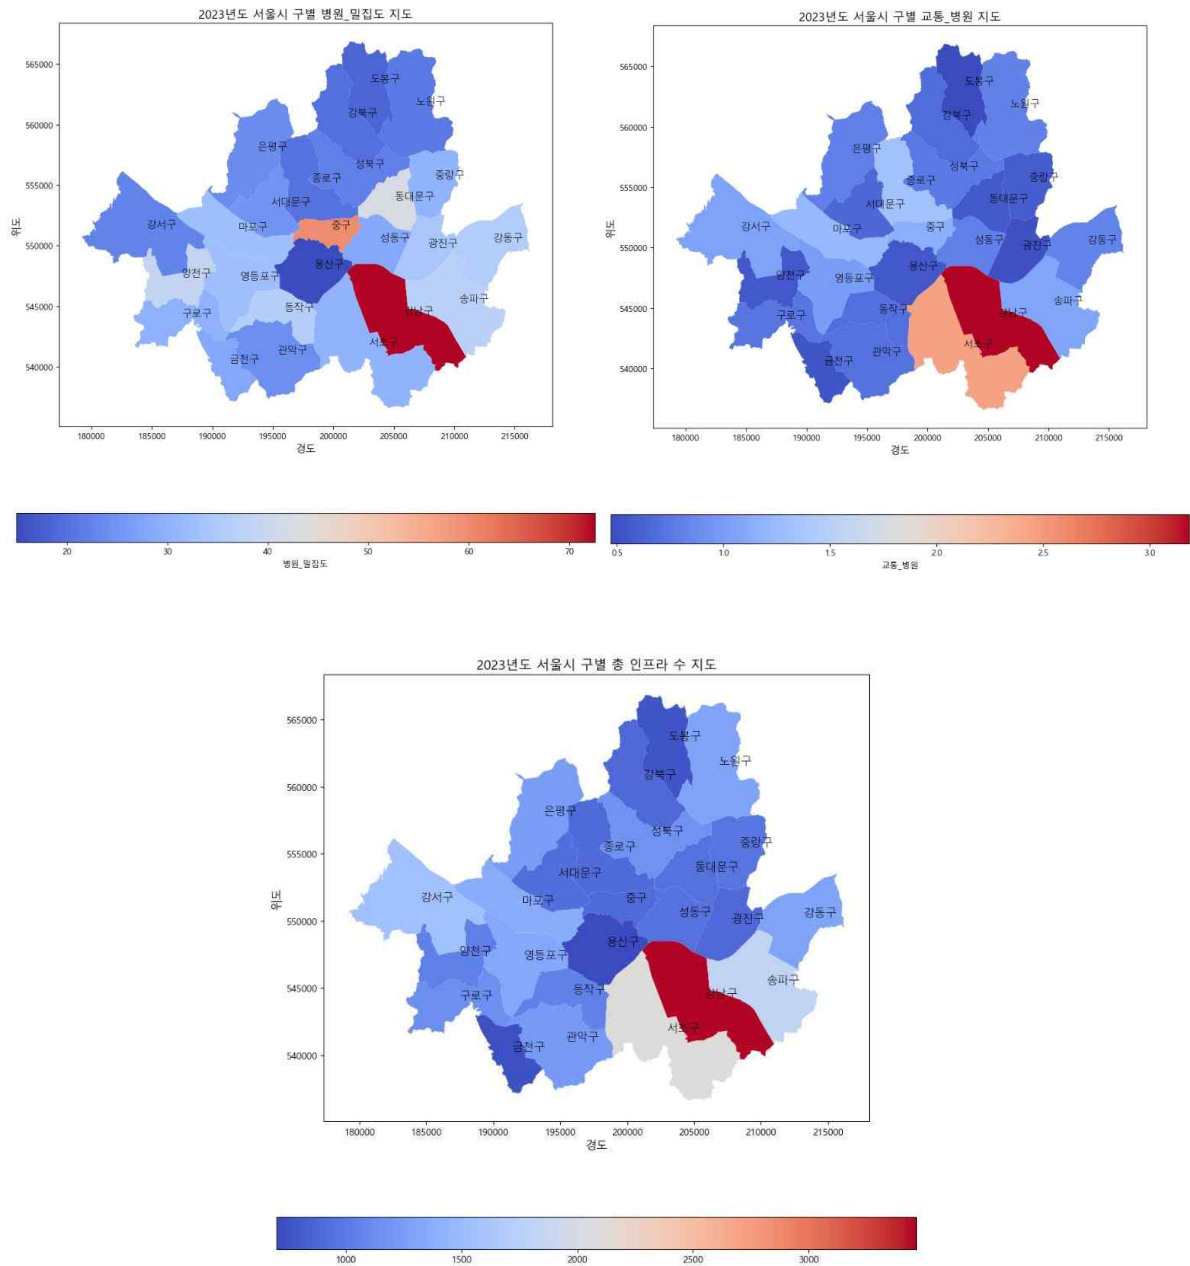 2023년도 서울시 구별 병원_밀집도 지도
위도
565000
560000
555000
550000
545000
540000
도봉구
노원구
강북구
은평구
성북구
종로구
중랑구
동대문구
서대문구
강서구
마포구
중구
성동구
광진구
강동구
용산구
양천구
영등포구
송파구
동작구
구로구
강남구
서초구
관악구
금천구
180000 185000 190000 195000 200000 205000 210000 215000
경도
20 30 40 50 60 70
병원_밀집도
2023년도 서울시 구별 교통_병원 지도
위도
565000
560000
555000
550000
545000
540000
도봉구
노원구
강북구
은평구
성북구
종로구
중랑구
동대문구
서대문구
강서구
마포구
중구
성동구
광진구
강동구
용산구
양천구
영등포구
송파구
동작구
구로구
강남구
서초구
관악구
금천구
180000 185000 190000 195000 200000 205000 210000 215000
경도
0.5 1.0 1.5 2.0 2.5 3.0
교통_병원
2023년도 서울시 구별 총 인프라 수 지도
위도
565000
560000
555000
550000
545000
540000
도봉구
노원구
강북구
은평구
성북구
종로구
중랑구
동대문구
서대문구
강서구
마포구
중구
성동구
광진구
강동구
용산구
양천구
영등포구
송파구
동작구
구로구
강남구
서초구
관악구
금천구
180000 185000 190000 195000 200000 205000 210000 215000
경도
1000 1500 2000 2500 3000